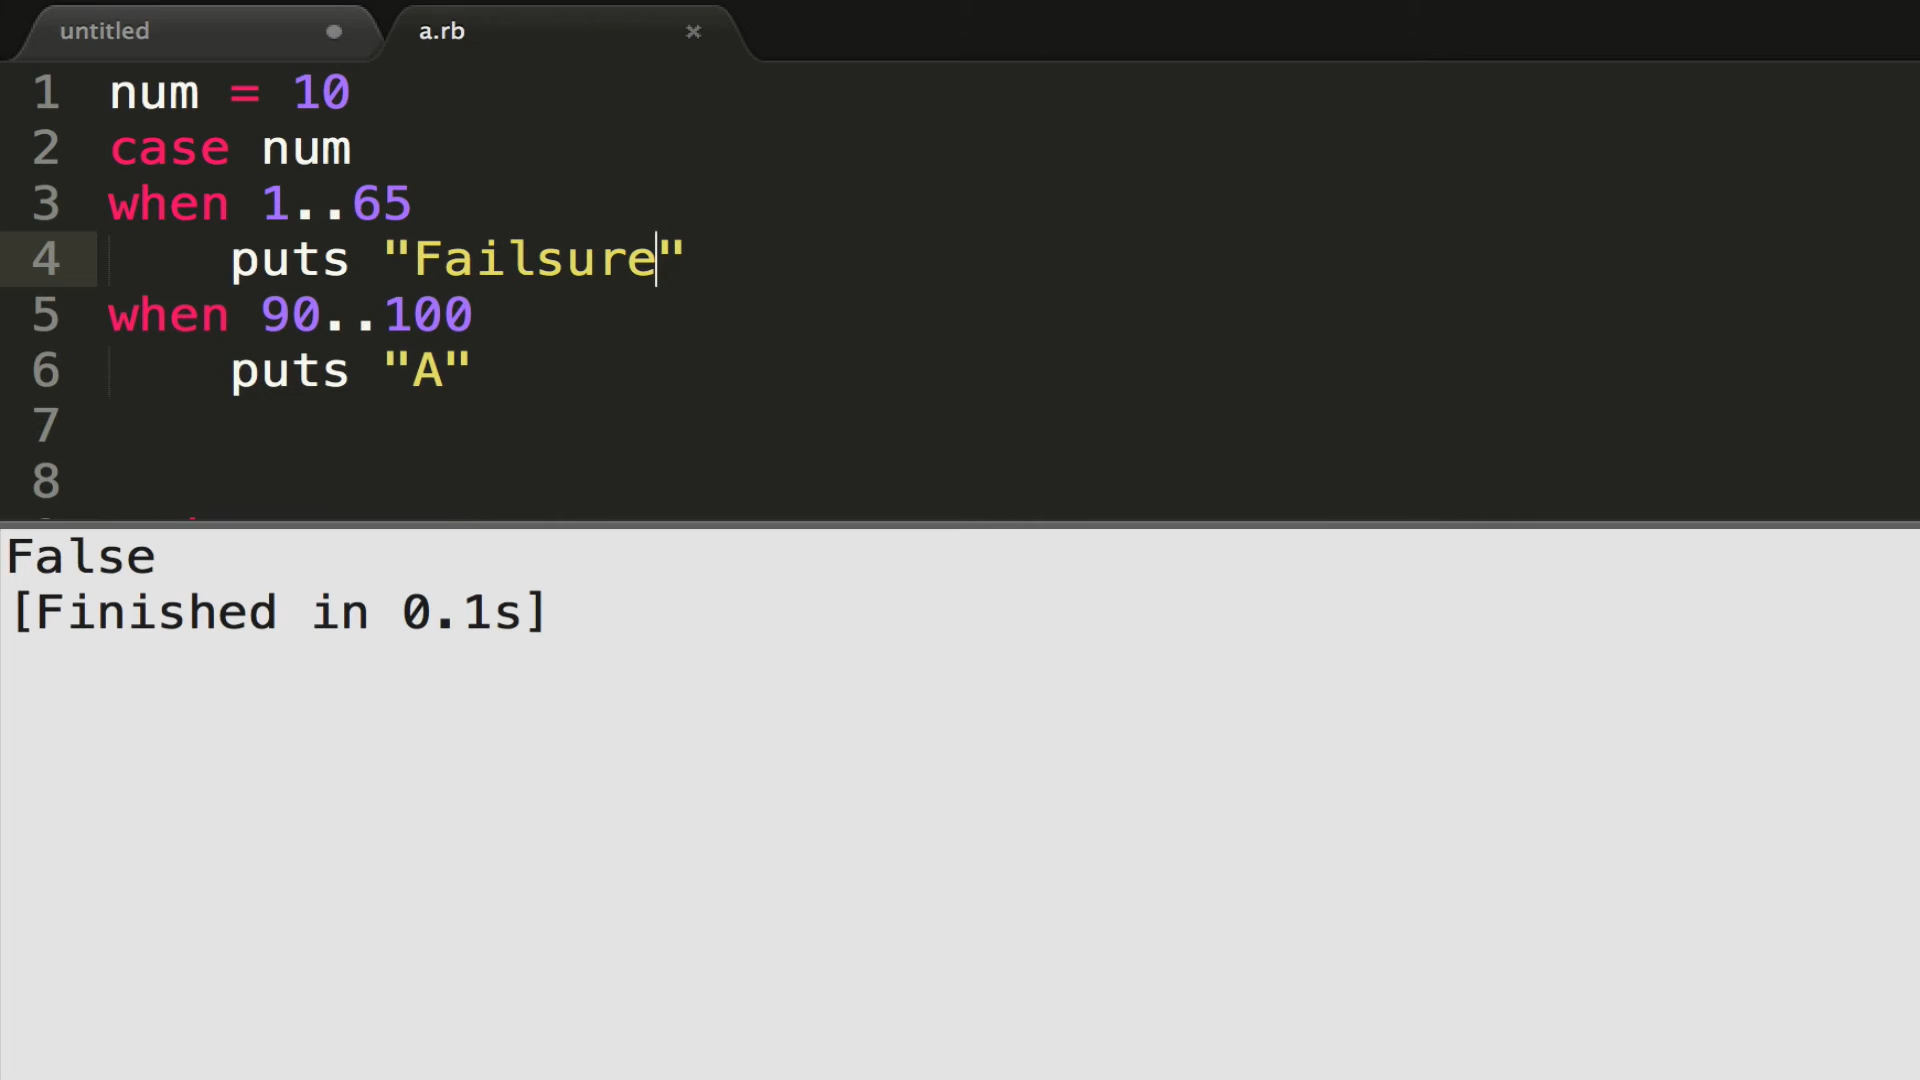 untitled
a.rb
1 num = 10
2 case num
3 when 1..65
4 puts "Failsure"
5 when 90..100
6 puts "A"
7
8
False
[Finished in 0.1s]